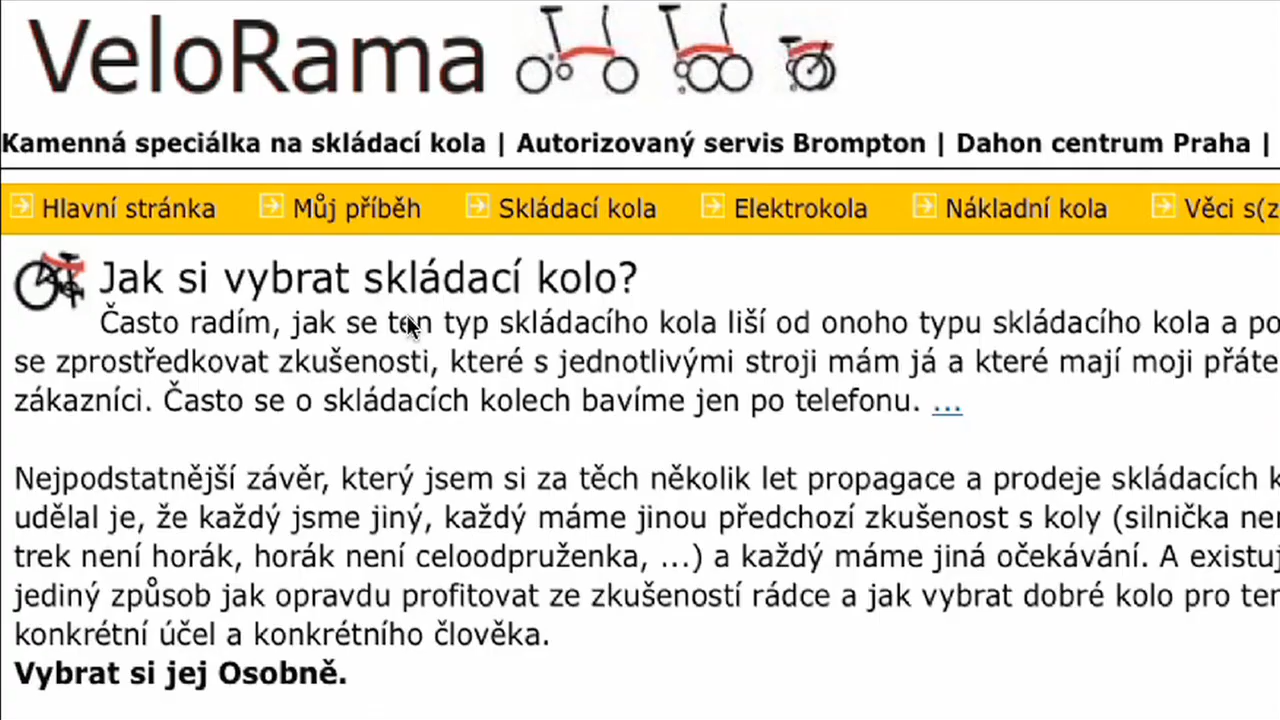 VeloRama
Kamenná speciálka na skládací kola | Autorizovaný servis Brompton | Dahon centrum Praha |
Hlavní stránka Můj příběh Skládací kola Elektrokola Nákladní kola Věci s(z
Jak si vybrat skládací kolo?
Často radím, jak se ten typ skládacího kola liší od onoho typu skládacího kola a po
se zprostředkovat zkušenosti, které s jednotlivými stroji mám já a které mají moji přáte
zákazníci. Často se o skládacích kolech bavíme jen po telefonu. ...
Nejpodstatnější závěr, který jsem si za těch několik let propagace a prodeje skládacích k
udělal je, že každý jsme jiný, každý máme jinou předchozí zkušenost s koly (silnička nen
trek není horák, horák není celoodpruženka, ...) a každý máme jiná očekávání. A existuj
jediný způsob jak opravdu profitovat ze zkušeností rádce a jak vybrat dobré kolo pro ten
konkrétní účel a konkrétního člověka.
Vybrat si jej Osobně.